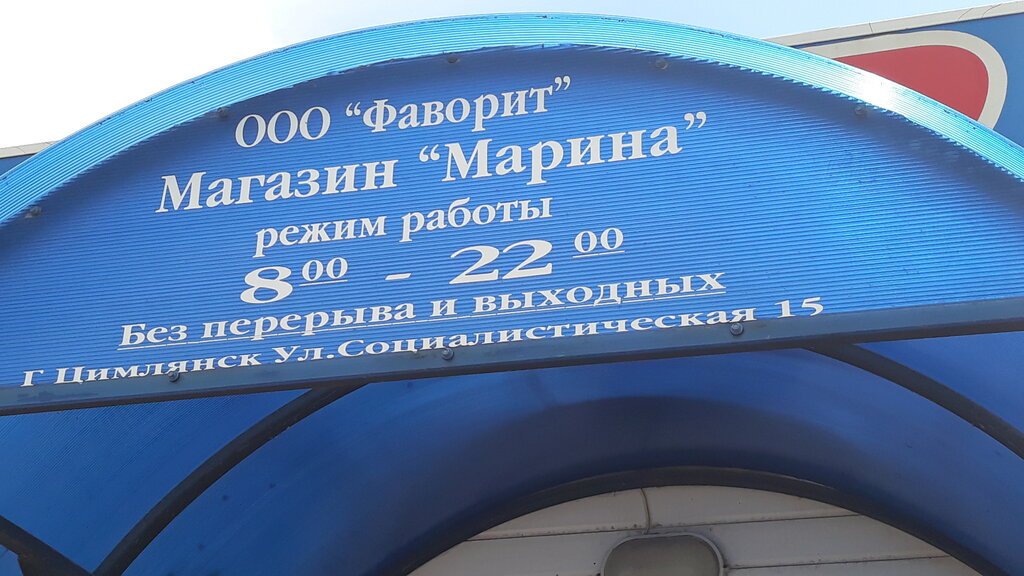 ООО “Фаворит”
Магазин “Марина”
режим работы
8 00 – 22 00
Без перерыва и выходных
Г Цимлянск Ул.Социалистическая 15